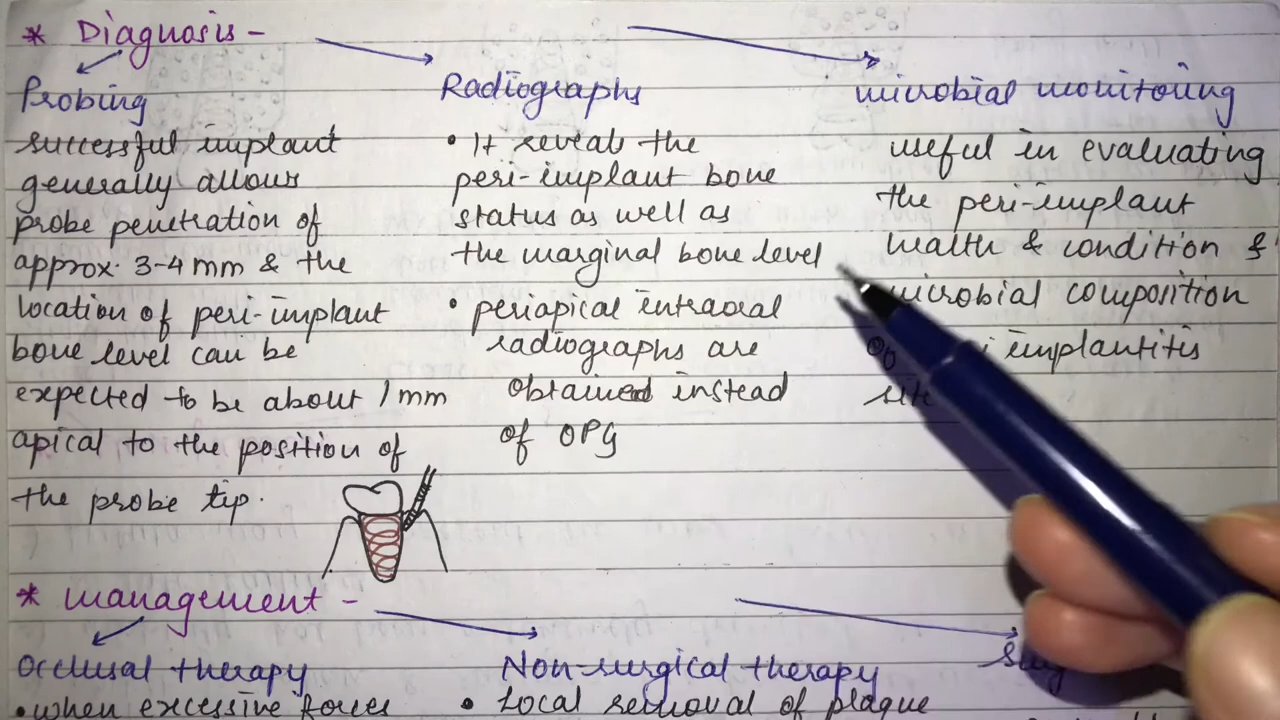 * Diagnosis -
Probing
successful implant
generally allows
probe penetration of
approx. 3-4 mm & the
location of peri-implant
bone level can be
expected to be about 1mm
apical to the position of
the probe tip.
Radiographs
• It reveals the
peri-implant bone
status as well as
the marginal bone level
• periapical intraoral
radiographs are
obtained instead
of OPG
microbial monitoring
useful in evaluating
the peri-implant
health & condition &
microbial composition
implantitis
* Management -
Occlusal therapy
• when excessive forces
Non-surgical therapy
• Local removal of plaque